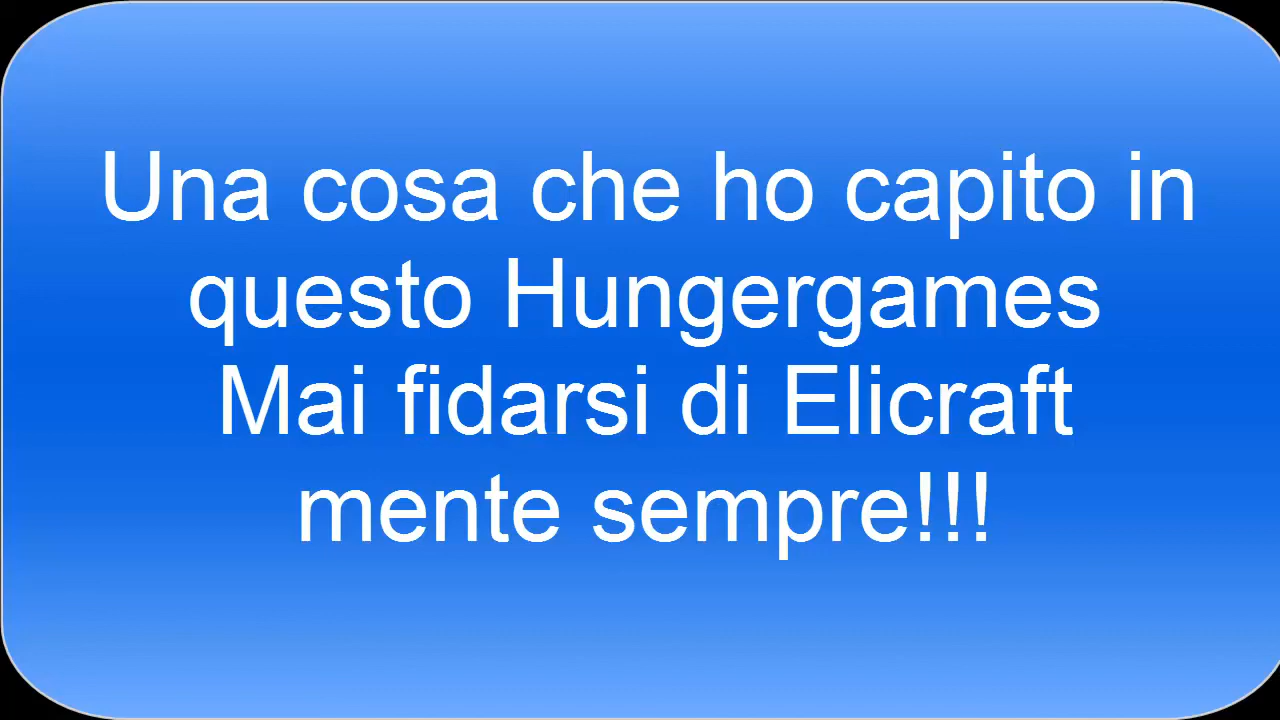 Una cosa che ho capito in
questo Hungergames
Mai fidarsi di Elicraft
mente sempre!!!